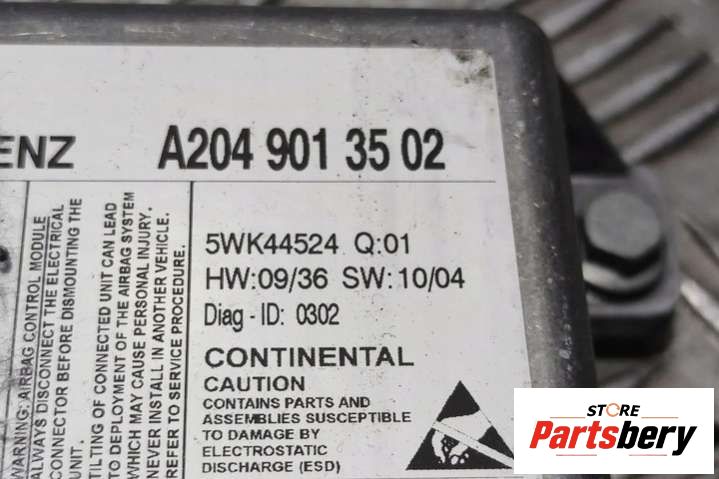 ENZ
A204 901 35 02
5WK44524 Q:01
HW:09/36 SW:10/04
Diag - ID: 0302
CONTINENTAL
CAUTION
CONTAINS PARTS AND
ASSEMBLIES SUSCEPTIBLE
TO DAMAGE BY
ELECTROSTATIC
DISCHARGE (ESD)
WARNING: AIRBAG CONTROL MODULE
ALWAYS DISCONNECT THE ELECTRICAL
CONNECTOR BEFORE DISMOUNTING THE
UNIT.
TILTING OF CONNECTED UNIT CAN LEAD
TO DEPLOYMENT OF THE AIRBAG SYSTEM
WHICH MAY CAUSE PERSONAL INJURY.
NEVER INSTALL IN ANOTHER VEHICLE.
REFER TO SERVICE PROCEDURE.
STORE
Partsbery